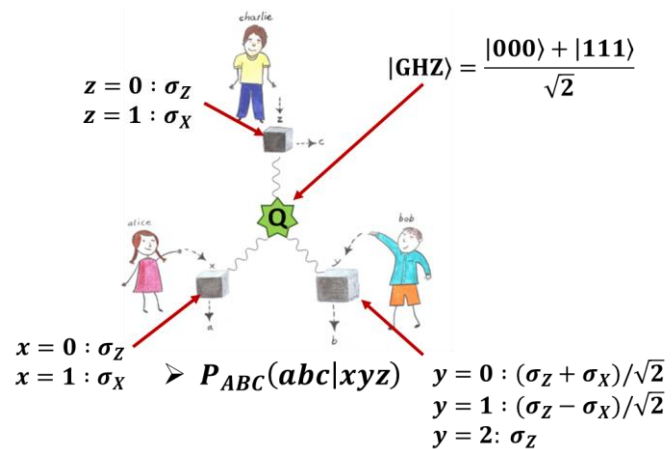 charlie
|GHZ⟩ = |000⟩ + |111⟩ / √2
z = 0 : σ_Z
z = 1 : σ_X
z
c
Q
alice
bob
x
y
a
b
x = 0 : σ_Z
x = 1 : σ_X
➢ P_ABC(abc|xyz)
y = 0 : (σ_Z + σ_X)/√2
y = 1 : (σ_Z − σ_X)/√2
y = 2: σ_Z